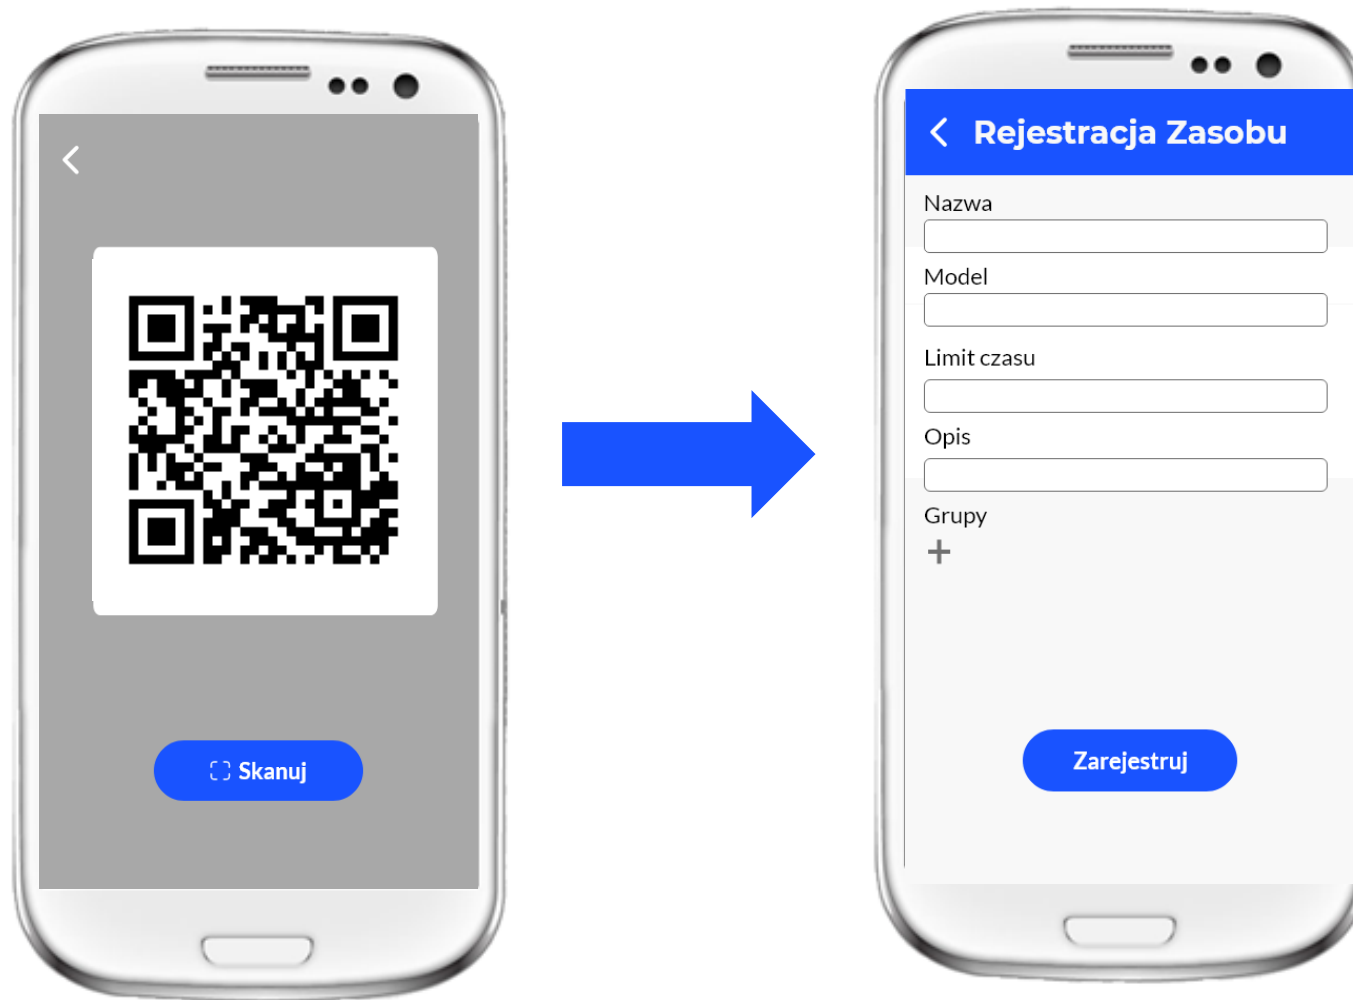 Skanuj
Rejestracja Zasobu
Nazwa
Model
Limit czasu
Opis
Grupy
Zarejestruj